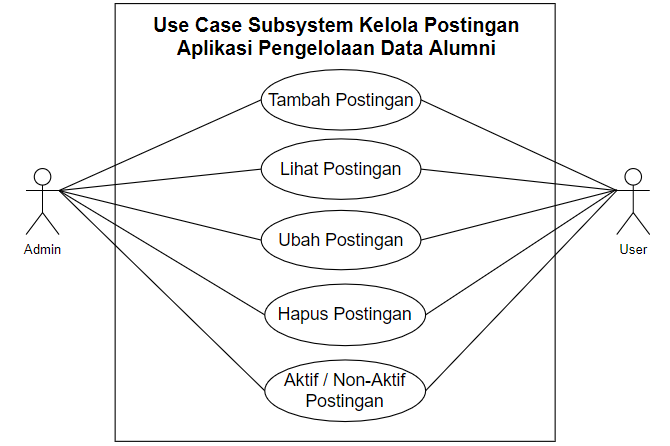 Use Case Subsystem Kelola Postingan
Aplikasi Pengelolaan Data Alumni
Tambah Postingan
Lihat Postingan
Ubah Postingan
Hapus Postingan
Aktif / Non-Aktif
Postingan
Admin
User